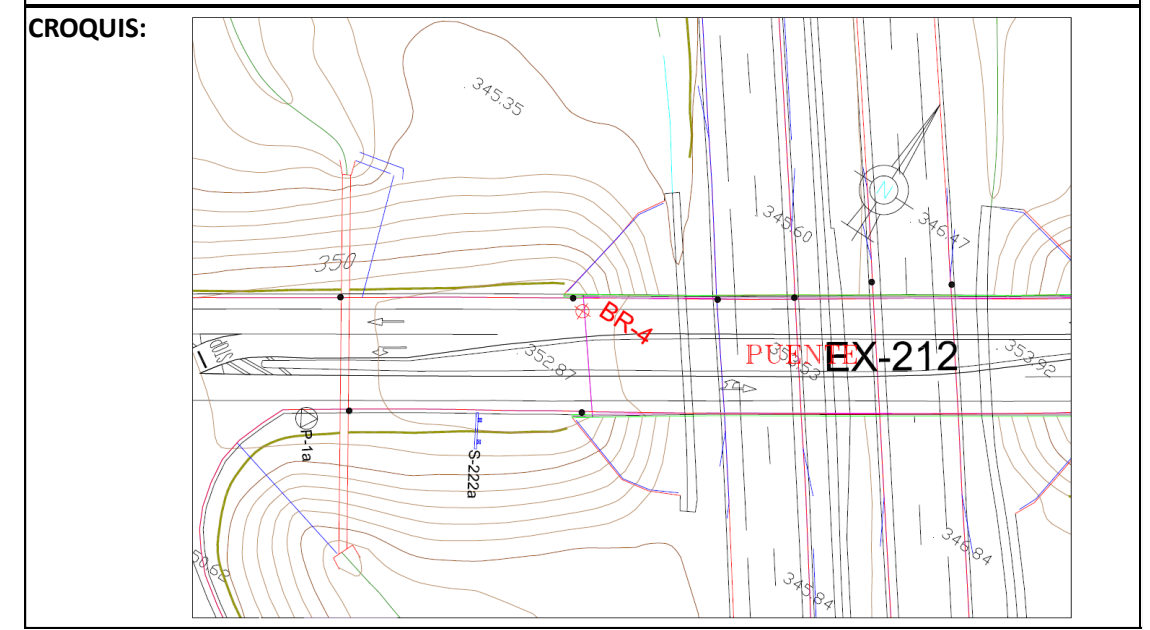 CROQUIS:
345.35
345.60
346.47
N
350
BR-4
STOP
352.87
PUENTE
EX-212
353.92
P-1a
S-222a
346.84
345.84